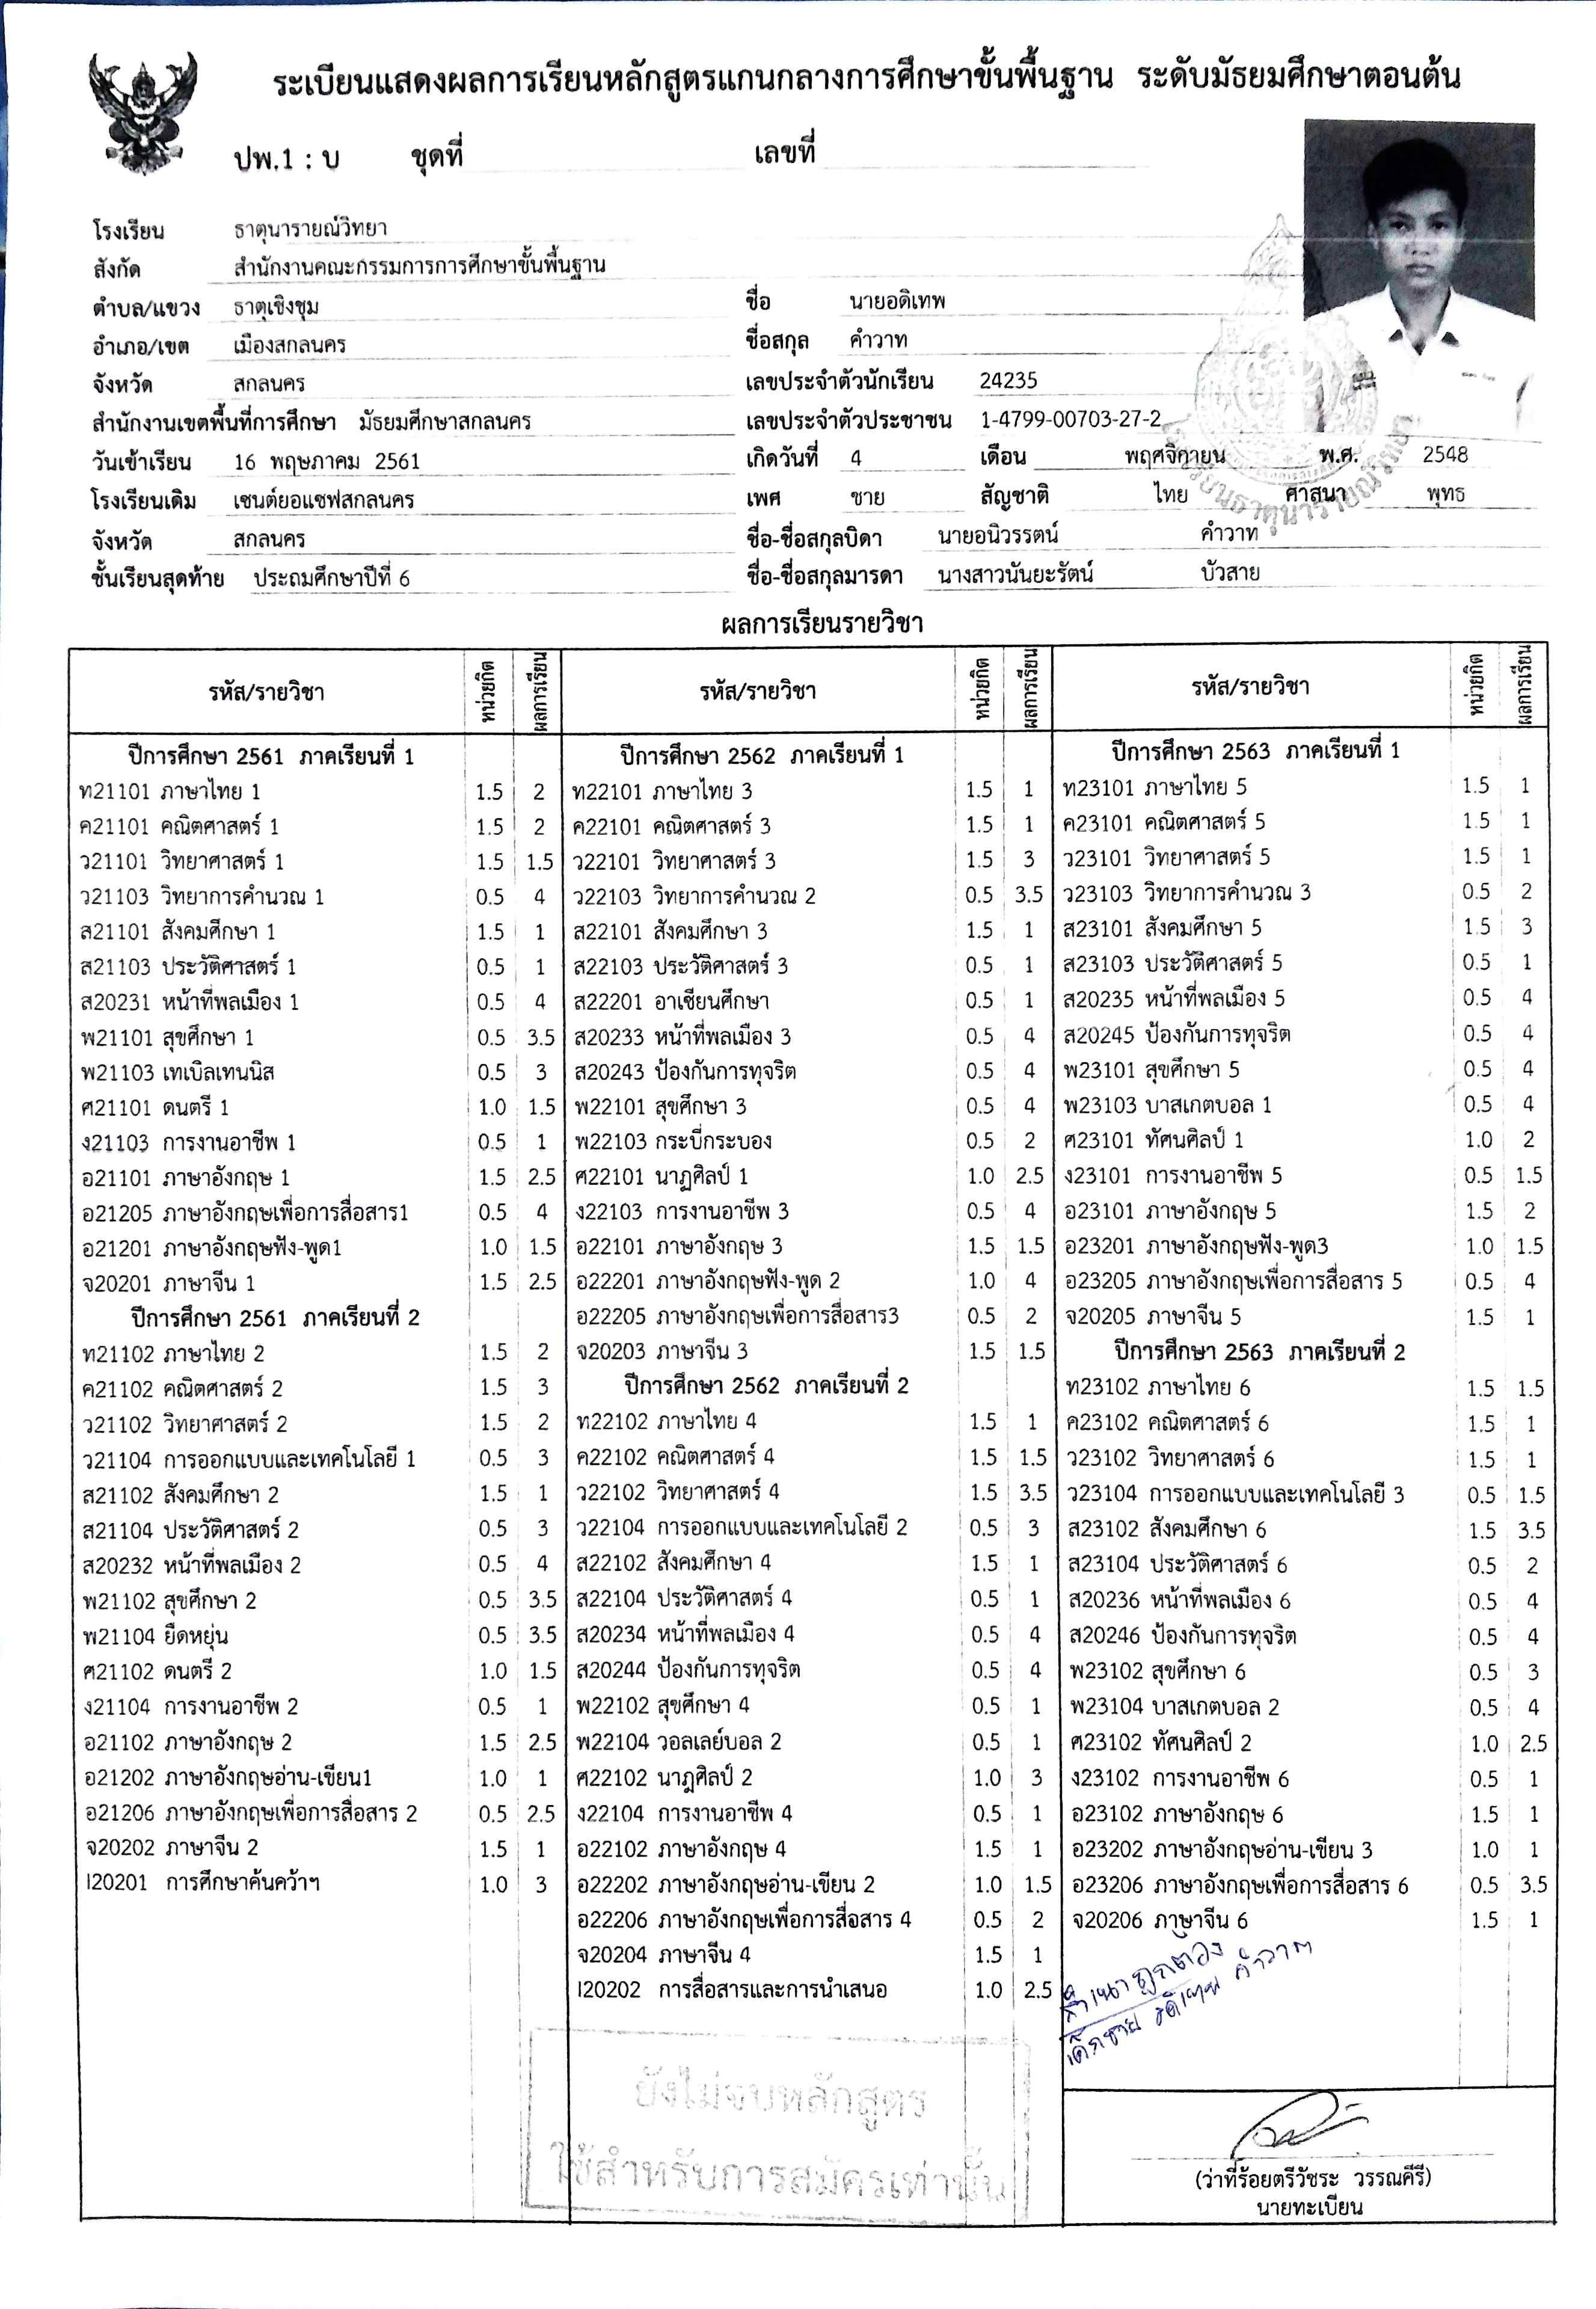 ระเบียนแสดงผลการเรียนหลักสูตรแกนกลางการศึกษาขั้นพื้นฐาน ระดับมัธยมศึกษาตอนต้น
ปพ.1 : บ ชุดที่ เลขที่
โรงเรียน ธาตุนารายณ์วิทยา
สังกัด สำนักงานคณะกรรมการการศึกษาขั้นพื้นฐาน
ตำบล/แขวง ธาตุเชิงชุม
อำเภอ/เขต เมืองสกลนคร
จังหวัด สกลนคร
สำนักงานเขตพื้นที่การศึกษา มัธยมศึกษาสกลนคร
วันเข้าเรียน 16 พฤษภาคม 2561
โรงเรียนเดิม เซนต์ยอแซฟสกลนคร
จังหวัด สกลนคร
ชั้นเรียนสุดท้าย ประถมศึกษาปีที่ 6
ชื่อ นายอดิเทพ
ชื่อสกุล คำวาท
เลขประจำตัวนักเรียน 24235
เลขประจำตัวประชาชน 1-4799-00703-27-2
เกิดวันที่ 4 เดือน พฤศจิกายน พ.ศ. 2548
เพศ ชาย สัญชาติ ไทย ศาสนา พุทธ
ชื่อ-ชื่อสกุลบิดา นายอนิวรรตน์ คำวาท
ชื่อ-ชื่อสกุลมารดา นางสาวนันยะรัตน์ บัวสาย
โรงเรียนธาตุนารายณ์วิทยา
ผลการเรียนรายวิชา
รหัส/รายวิชา หน่วยกิต ผลการเรียน
ปีการศึกษา 2561 ภาคเรียนที่ 1
ท21101 ภาษาไทย 1 1.5 2
ค21101 คณิตศาสตร์ 1 1.5 2
ว21101 วิทยาศาสตร์ 1 1.5 1.5
ว21103 วิทยาการคำนวณ 1 0.5 4
ส21101 สังคมศึกษา 1 1.5 1
ส21103 ประวัติศาสตร์ 1 0.5 1
ส20231 หน้าที่พลเมือง 1 0.5 4
พ21101 สุขศึกษา 1 0.5 3.5
พ21103 เทเบิลเทนนิส 0.5 3
ศ21101 ดนตรี 1 1.0 1.5
ง21103 การงานอาชีพ 1 0.5 1
อ21101 ภาษาอังกฤษ 1 1.5 2.5
อ21205 ภาษาอังกฤษเพื่อการสื่อสาร1 0.5 4
อ21201 ภาษาอังกฤษฟัง-พูด1 1.0 1.5
จ20201 ภาษาจีน 1 1.5 2.5
ปีการศึกษา 2561 ภาคเรียนที่ 2
ท21102 ภาษาไทย 2 1.5 2
ค21102 คณิตศาสตร์ 2 1.5 3
ว21102 วิทยาศาสตร์ 2 1.5 2
ว21104 การออกแบบและเทคโนโลยี 1 0.5 3
ส21102 สังคมศึกษา 2 1.5 1
ส21104 ประวัติศาสตร์ 2 0.5 3
ส20232 หน้าที่พลเมือง 2 0.5 4
พ21102 สุขศึกษา 2 0.5 3.5
พ21104 ยืดหยุ่น 0.5 3.5
ศ21102 ดนตรี 2 1.0 1.5
ง21104 การงานอาชีพ 2 0.5 1
อ21102 ภาษาอังกฤษ 2 1.5 2.5
อ21202 ภาษาอังกฤษอ่าน-เขียน1 1.0 1
อ21206 ภาษาอังกฤษเพื่อการสื่อสาร 2 0.5 2.5
จ20202 ภาษาจีน 2 1.5 1
I20201 การศึกษาค้นคว้าฯ 1.0 3
รหัส/รายวิชา หน่วยกิต ผลการเรียน
ปีการศึกษา 2562 ภาคเรียนที่ 1
ท22101 ภาษาไทย 3 1.5 1
ค22101 คณิตศาสตร์ 3 1.5 1
ว22101 วิทยาศาสตร์ 3 1.5 3
ว22103 วิทยาการคำนวณ 2 0.5 3.5
ส22101 สังคมศึกษา 3 1.5 1
ส22103 ประวัติศาสตร์ 3 0.5 1
ส22201 อาเซียนศึกษา 0.5 1
ส20233 หน้าที่พลเมือง 3 0.5 4
ส20243 ป้องกันการทุจริต 0.5 4
พ22101 สุขศึกษา 3 0.5 4
พ22103 กระบี่กระบอง 0.5 2
ศ22101 นาฏศิลป์ 1 1.0 2.5
ง22103 การงานอาชีพ 3 0.5 4
อ22101 ภาษาอังกฤษ 3 1.5 1.5
อ22201 ภาษาอังกฤษฟัง-พูด 2 1.0 4
อ22205 ภาษาอังกฤษเพื่อการสื่อสาร3 0.5 2
จ20203 ภาษาจีน 3 1.5 1.5
ปีการศึกษา 2562 ภาคเรียนที่ 2
ท22102 ภาษาไทย 4 1.5 1
ค22102 คณิตศาสตร์ 4 1.5 1.5
ว22102 วิทยาศาสตร์ 4 1.5 3.5
ว22104 การออกแบบและเทคโนโลยี 2 0.5 3
ส22102 สังคมศึกษา 4 1.5 1
ส22104 ประวัติศาสตร์ 4 0.5 1
ส20234 หน้าที่พลเมือง 4 0.5 4
ส20244 ป้องกันการทุจริต 0.5 4
พ22102 สุขศึกษา 4 0.5 1
พ22104 วอลเลย์บอล 2 0.5 1
ศ22102 นาฏศิลป์ 2 1.0 3
ง22104 การงานอาชีพ 4 0.5 1
อ22102 ภาษาอังกฤษ 4 1.5 1
อ22202 ภาษาอังกฤษอ่าน-เขียน 2 1.0 1.5
อ22206 ภาษาอังกฤษเพื่อการสื่อสาร 4 0.5 2
จ20204 ภาษาจีน 4 1.5 1
I20202 การสื่อสารและการนำเสนอ 1.0 2.5
ยังไม่จบหลักสูตร
ใช้สำหรับการสมัครเท่านั้น
รหัส/รายวิชา หน่วยกิต ผลการเรียน
ปีการศึกษา 2563 ภาคเรียนที่ 1
ท23101 ภาษาไทย 5 1.5 1
ค23101 คณิตศาสตร์ 5 1.5 1
ว23101 วิทยาศาสตร์ 5 1.5 1
ว23103 วิทยาการคำนวณ 3 0.5 2
ส23101 สังคมศึกษา 5 1.5 3
ส23103 ประวัติศาสตร์ 5 0.5 1
ส20235 หน้าที่พลเมือง 5 0.5 4
ส20245 ป้องกันการทุจริต 0.5 4
พ23101 สุขศึกษา 5 0.5 4
พ23103 บาสเกตบอล 1 0.5 4
ศ23101 ทัศนศิลป์ 1 1.0 2
ง23101 การงานอาชีพ 5 0.5 1.5
อ23101 ภาษาอังกฤษ 5 1.5 2
อ23201 ภาษาอังกฤษฟัง-พูด3 1.0 1.5
อ23205 ภาษาอังกฤษเพื่อการสื่อสาร 5 0.5 4
จ20205 ภาษาจีน 5 1.5 1
ปีการศึกษา 2563 ภาคเรียนที่ 2
ท23102 ภาษาไทย 6 1.5 1.5
ค23102 คณิตศาสตร์ 6 1.5 1
ว23102 วิทยาศาสตร์ 6 1.5 1
ว23104 การออกแบบและเทคโนโลยี 3 0.5 1.5
ส23102 สังคมศึกษา 6 1.5 3.5
ส23104 ประวัติศาสตร์ 6 0.5 2
ส20236 หน้าที่พลเมือง 6 0.5 4
ส20246 ป้องกันการทุจริต 0.5 4
พ23102 สุขศึกษา 6 0.5 3
พ23104 บาสเกตบอล 2 0.5 4
ศ23102 ทัศนศิลป์ 2 1.0 2.5
ง23102 การงานอาชีพ 6 0.5 1
อ23102 ภาษาอังกฤษ 6 1.5 1
อ23202 ภาษาอังกฤษอ่าน-เขียน 3 1.0 1
อ23206 ภาษาอังกฤษเพื่อการสื่อสาร 6 0.5 3.5
จ20206 ภาษาจีน 6 1.5 1
สำเนาถูกต้อง
เด็กชาย อดิเทพ คำวาท
(ว่าที่ร้อยตรีวัชระ วรรณคีรี)
นายทะเบียน